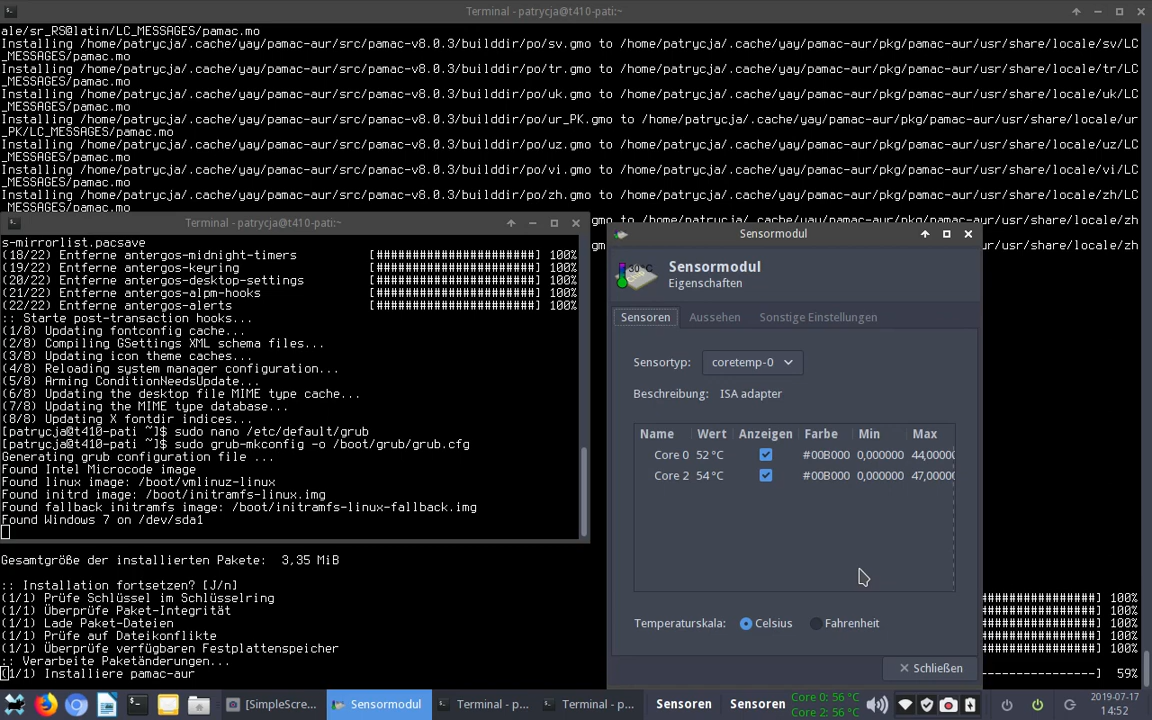 Terminal - patrycja@t410-pati:~
ale/sr_RS@latin/LC_MESSAGES/pamac.mo
Installing /home/patrycja/.cache/yay/pamac-aur/src/pamac-v8.0.3/builddir/po/sv.gmo to /home/patrycja/.cache/yay/pamac-aur/pkg/pamac-aur/usr/share/locale/sv/LC
_MESSAGES/pamac.mo
Installing /home/patrycja/.cache/yay/pamac-aur/src/pamac-v8.0.3/builddir/po/tr.gmo to /home/patrycja/.cache/yay/pamac-aur/pkg/pamac-aur/usr/share/locale/tr/LC
_MESSAGES/pamac.mo
Installing /home/patrycja/.cache/yay/pamac-aur/src/pamac-v8.0.3/builddir/po/uk.gmo to /home/patrycja/.cache/yay/pamac-aur/pkg/pamac-aur/usr/share/locale/uk/LC
_MESSAGES/pamac.mo
Installing /home/patrycja/.cache/yay/pamac-aur/src/pamac-v8.0.3/builddir/po/ur_PK.gmo to /home/patrycja/.cache/yay/pamac-aur/pkg/pamac-aur/usr/share/locale/ur
_PK/LC_MESSAGES/pamac.mo
Installing /home/patrycja/.cache/yay/pamac-aur/src/pamac-v8.0.3/builddir/po/uz.gmo to /home/patrycja/.cache/yay/pamac-aur/pkg/pamac-aur/usr/share/locale/uz/LC
_MESSAGES/pamac.mo
Installing /home/patrycja/.cache/yay/pamac-aur/src/pamac-v8.0.3/builddir/po/vi.gmo to /home/patrycja/.cache/yay/pamac-aur/pkg/pamac-aur/usr/share/locale/vi/LC
_MESSAGES/pamac.mo
Installing /home/patrycja/.cache/yay/pamac-aur/src/pamac-v8.0.3/builddir/po/zh.gmo to /home/patrycja/.cache/yay/pamac-aur/pkg/pamac-aur/usr/share/locale/zh/LC
_MESSAGES/pamac.mo
gmo to /home/patrycja/.cache/yay/pamac-aur/pkg/pamac-aur/usr/share/locale/zh
Terminal - patrycja@t410-pati:~
s-mirrorlist.pacsave
(18/22) Entferne antergos-midnight-timers [########################] 100%
(19/22) Entferne antergos-keyring [########################] 100%
(20/22) Entferne antergos-desktop-settings [########################] 100%
(21/22) Entferne antergos-alpm-hooks [########################] 100%
(22/22) Entferne antergos-alerts [########################] 100%
:: Starte post-transaction hooks...
(1/8) Updating fontconfig cache...
(2/8) Compiling GSettings XML schema files...
(3/8) Updating icon theme caches...
(4/8) Reloading system manager configuration...
(5/8) Arming ConditionNeedsUpdate...
(6/8) Updating the desktop file MIME type cache...
(7/8) Updating the MIME type database...
(8/8) Updating X fontdir indices...
[patrycja@t410-pati ~]$ sudo nano /etc/default/grub
[patrycja@t410-pati ~]$ sudo grub-mkconfig -o /boot/grub/grub.cfg
Generating grub configuration file ...
Found Intel Microcode image
Found linux image: /boot/vmlinuz-linux
Found initrd image: /boot/initramfs-linux.img
Found fallback initramfs image: /boot/initramfs-linux-fallback.img
Found Windows 7 on /dev/sda1
Sensormodul
30°C
Sensormodul
Eigenschaften
Sensoren Aussehen Sonstige Einstellungen
Sensortyp: coretemp-0
Beschreibung: ISA adapter
Name Wert Anzeigen Farbe Min Max
Core 0 52 °C #00B000 0,000000 44,00000
Core 2 54 °C #00B000 0,000000 47,00000
Temperaturskala: Celsius Fahrenheit
Schließen
Gesamtgröße der installierten Pakete: 3,35 MiB
:: Installation fortsetzen? [J/n]
(1/1) Prüfe Schlüssel im Schlüsselring ################] 100%
(1/1) Überprüfe Paket-Integrität ################] 100%
(1/1) Lade Paket-Dateien ################] 100%
(1/1) Prüfe auf Dateikonflikte ################] 100%
(1/1) Überprüfe verfügbaren Festplattenspeicher ################] 100%
:: Verarbeite Paketänderungen...
(1/1) Installiere pamac-aur ----------------] 59%
[SimpleScre... Sensormodul Terminal - p... Terminal - p... Sensoren Sensoren
Core 0: 56 °C
Core 2: 56 °C
2019-07-17
14:52